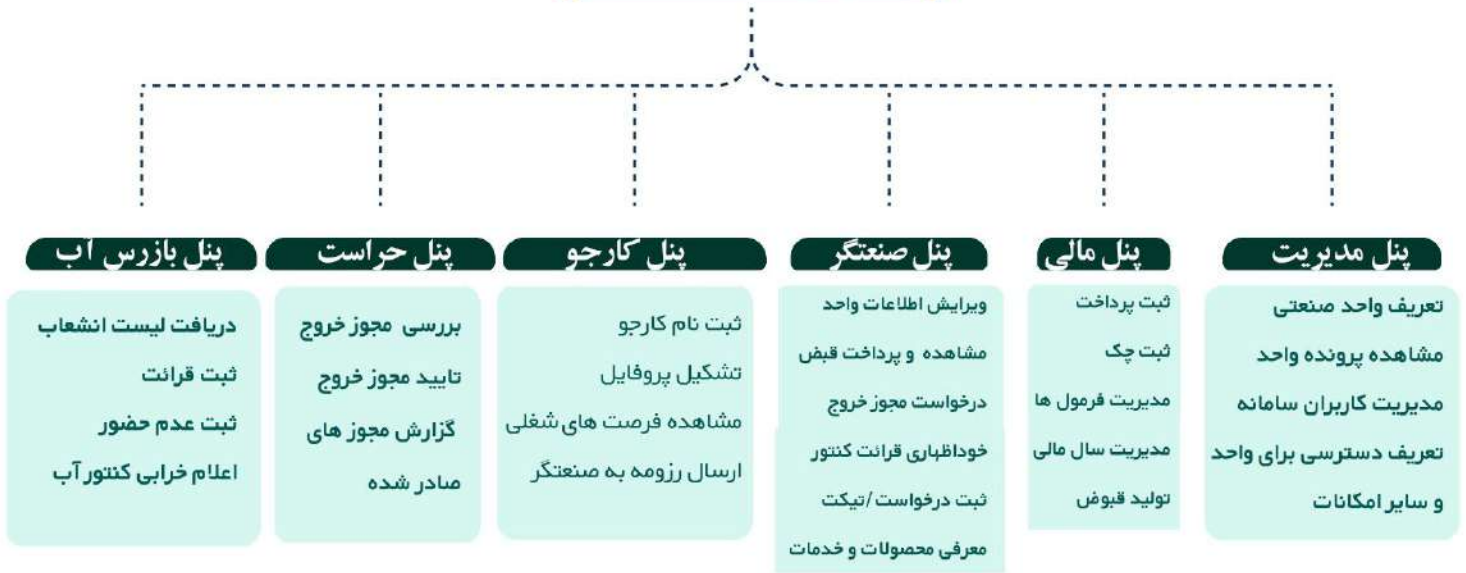 پنل مدیریت
تعریف واحد صنعتی
مشاهده پرونده واحد
مدیریت کاربران سامانه
تعریف دسترسی برای واحد
و سایر امکانات
پنل مالی
ثبت پرداخت
ثبت چک
مدیریت فرمول ها
مدیریت سال مالی
تولید قبوض
پنل صنعتگر
ویرایش اطلاعات واحد
مشاهده و پرداخت قبض
درخواست مجوز خروج
خوداظهاری قرائت کنتور
ثبت درخواست/تیکت
معرفی محصولات و خدمات
پنل کارجو
ثبت نام کارجو
تشکیل پروفایل
مشاهده فرصت های شغلی
ارسال رزومه به صنعتگر
پنل حراست
بررسی مجوز خروج
تایید مجوز خروج
گزارش مجوز های
صادر شده
پنل بازرس آب
دریافت لیست انشعاب
ثبت قرائت
ثبت عدم حضور
اعلام خرابی کنتور آب